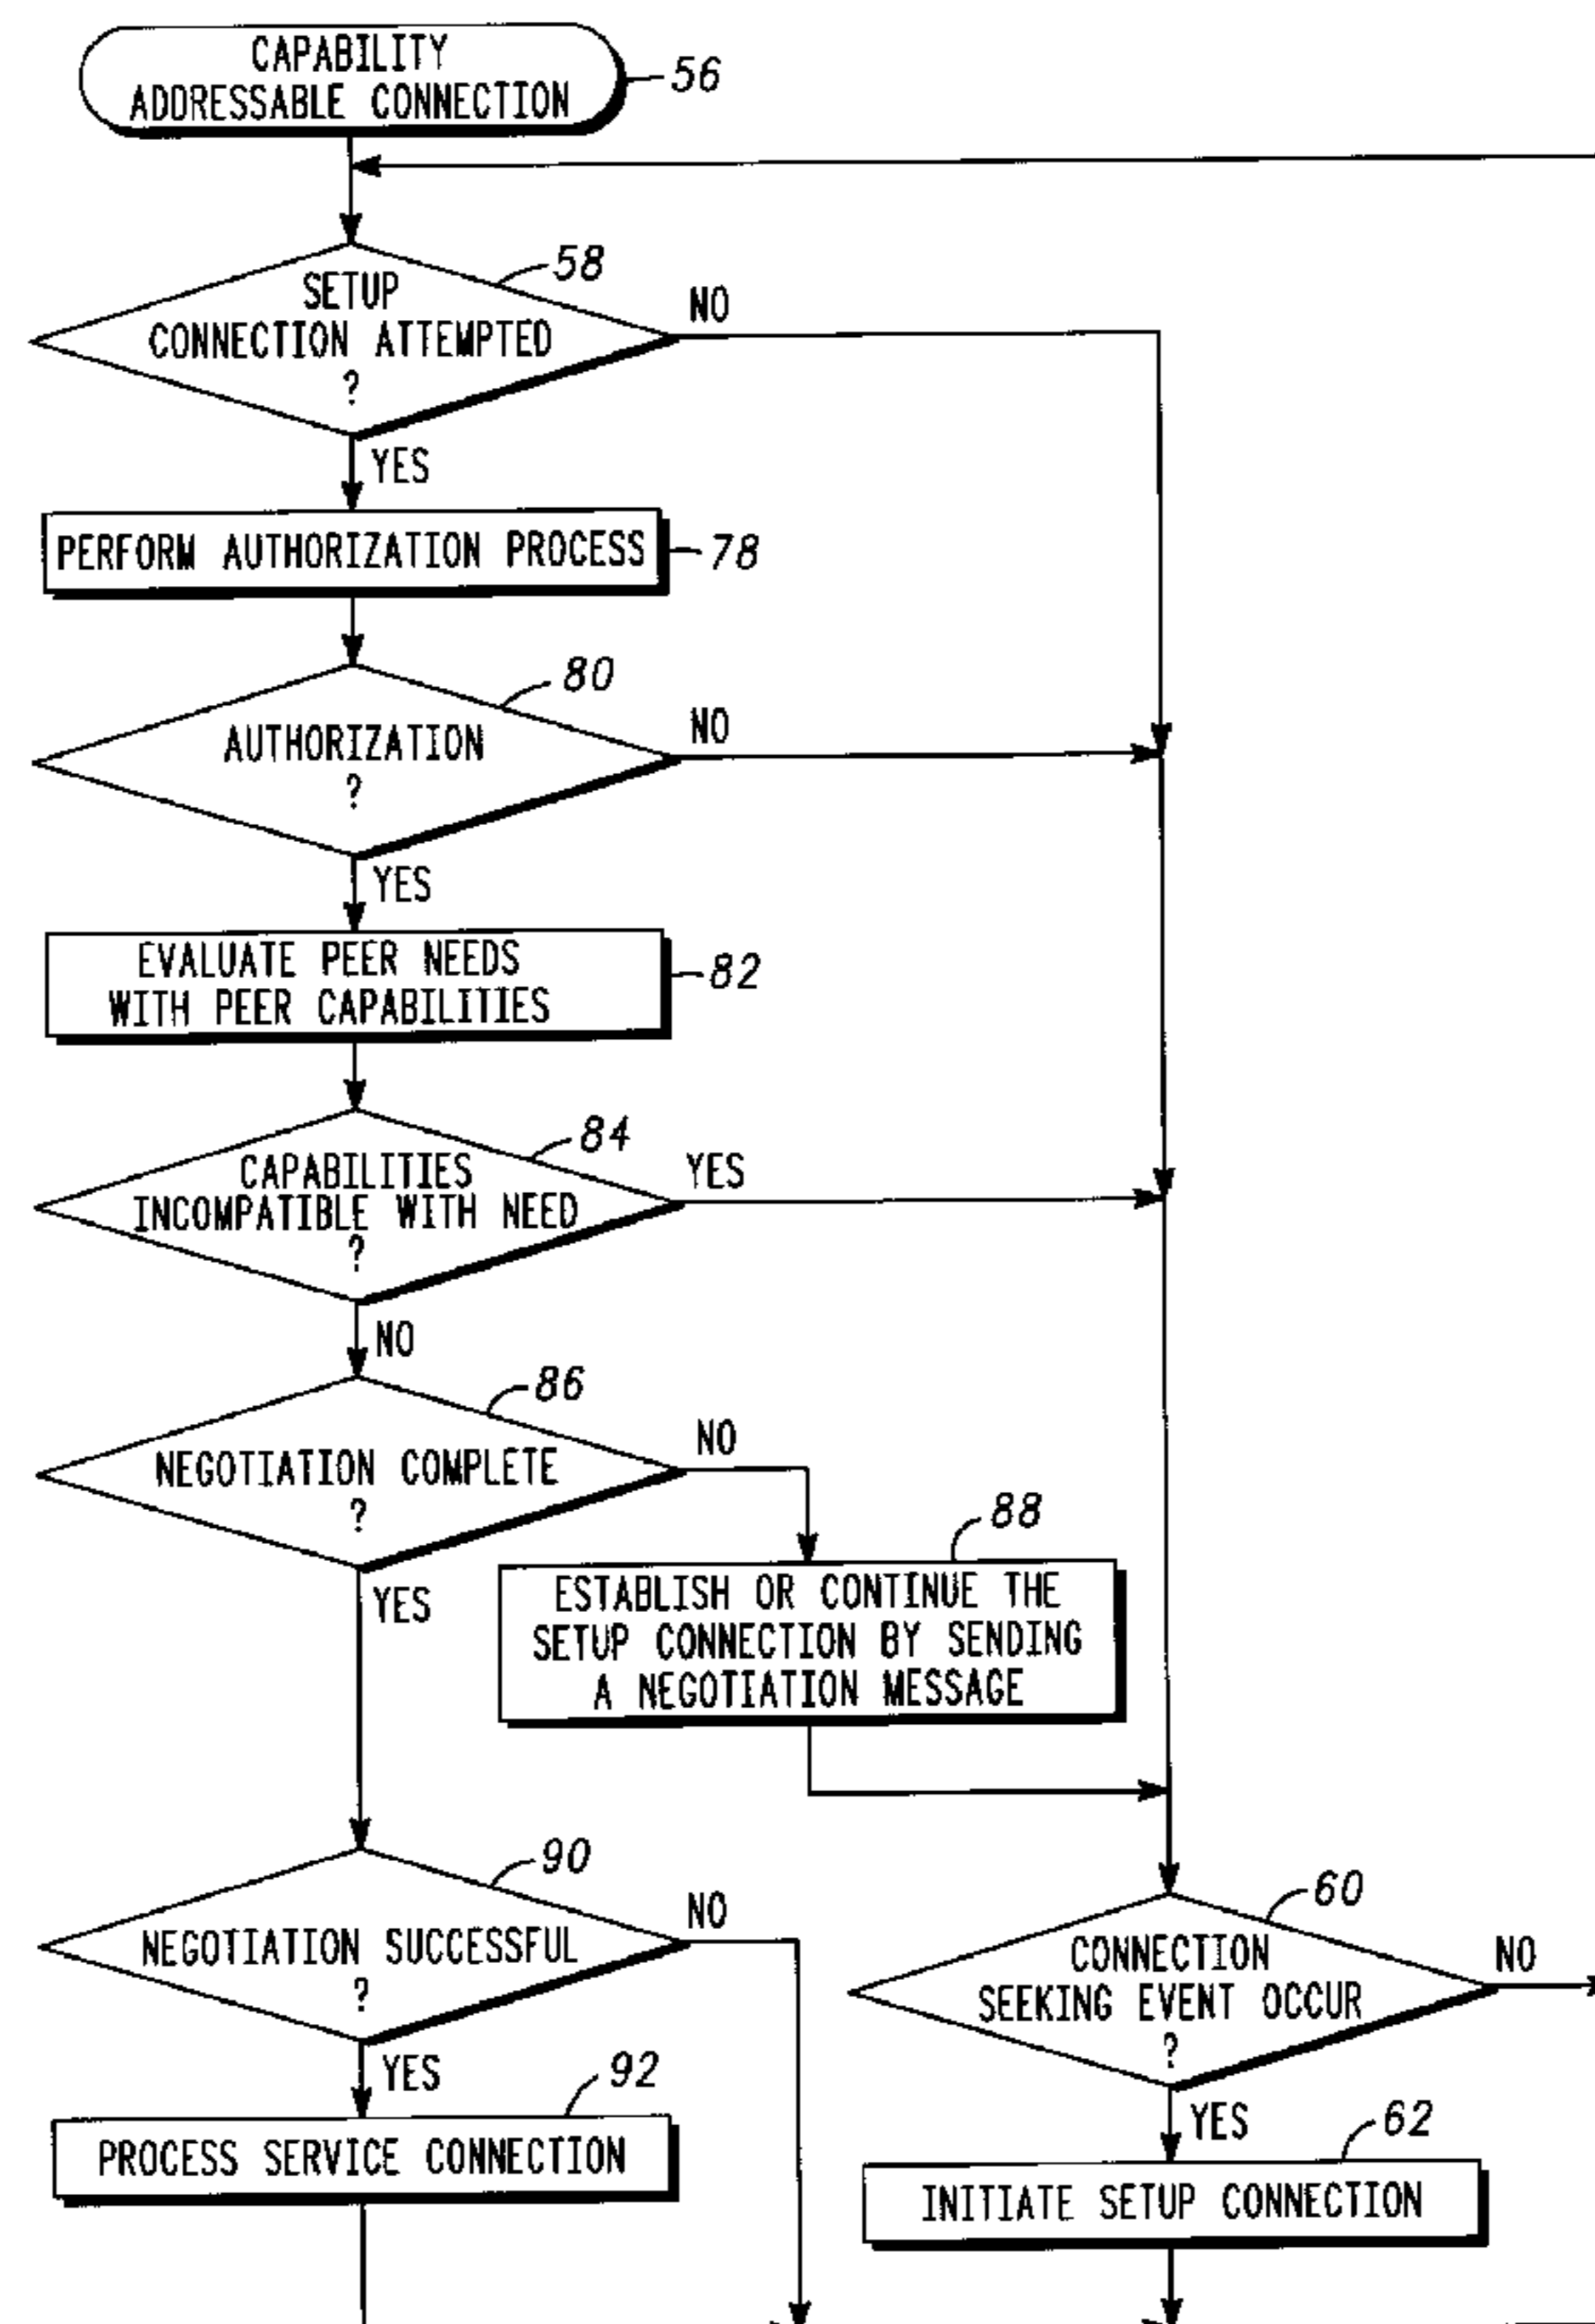 CAPABILITY
ADDRESSABLE CONNECTION
56
58
SETUP
CONNECTION ATTEMPTED
?
NO
YES
PERFORM AUTHORIZATION PROCESS
78
80
AUTHORIZATION
?
NO
YES
EVALUATE PEER NEEDS
WITH PEER CAPABILITIES
82
84
CAPABILITIES
INCOMPATIBLE WITH NEED
?
YES
NO
86
NEGOTIATION COMPLETE
?
NO
YES
88
ESTABLISH OR CONTINUE THE
SETUP CONNECTION BY SENDING
A NEGOTIATION MESSAGE
90
NEGOTIATION SUCCESSFUL
?
NO
YES
92
PROCESS SERVICE CONNECTION
60
CONNECTION
SEEKING EVENT OCCUR
?
NO
YES
62
INITIATE SETUP CONNECTION